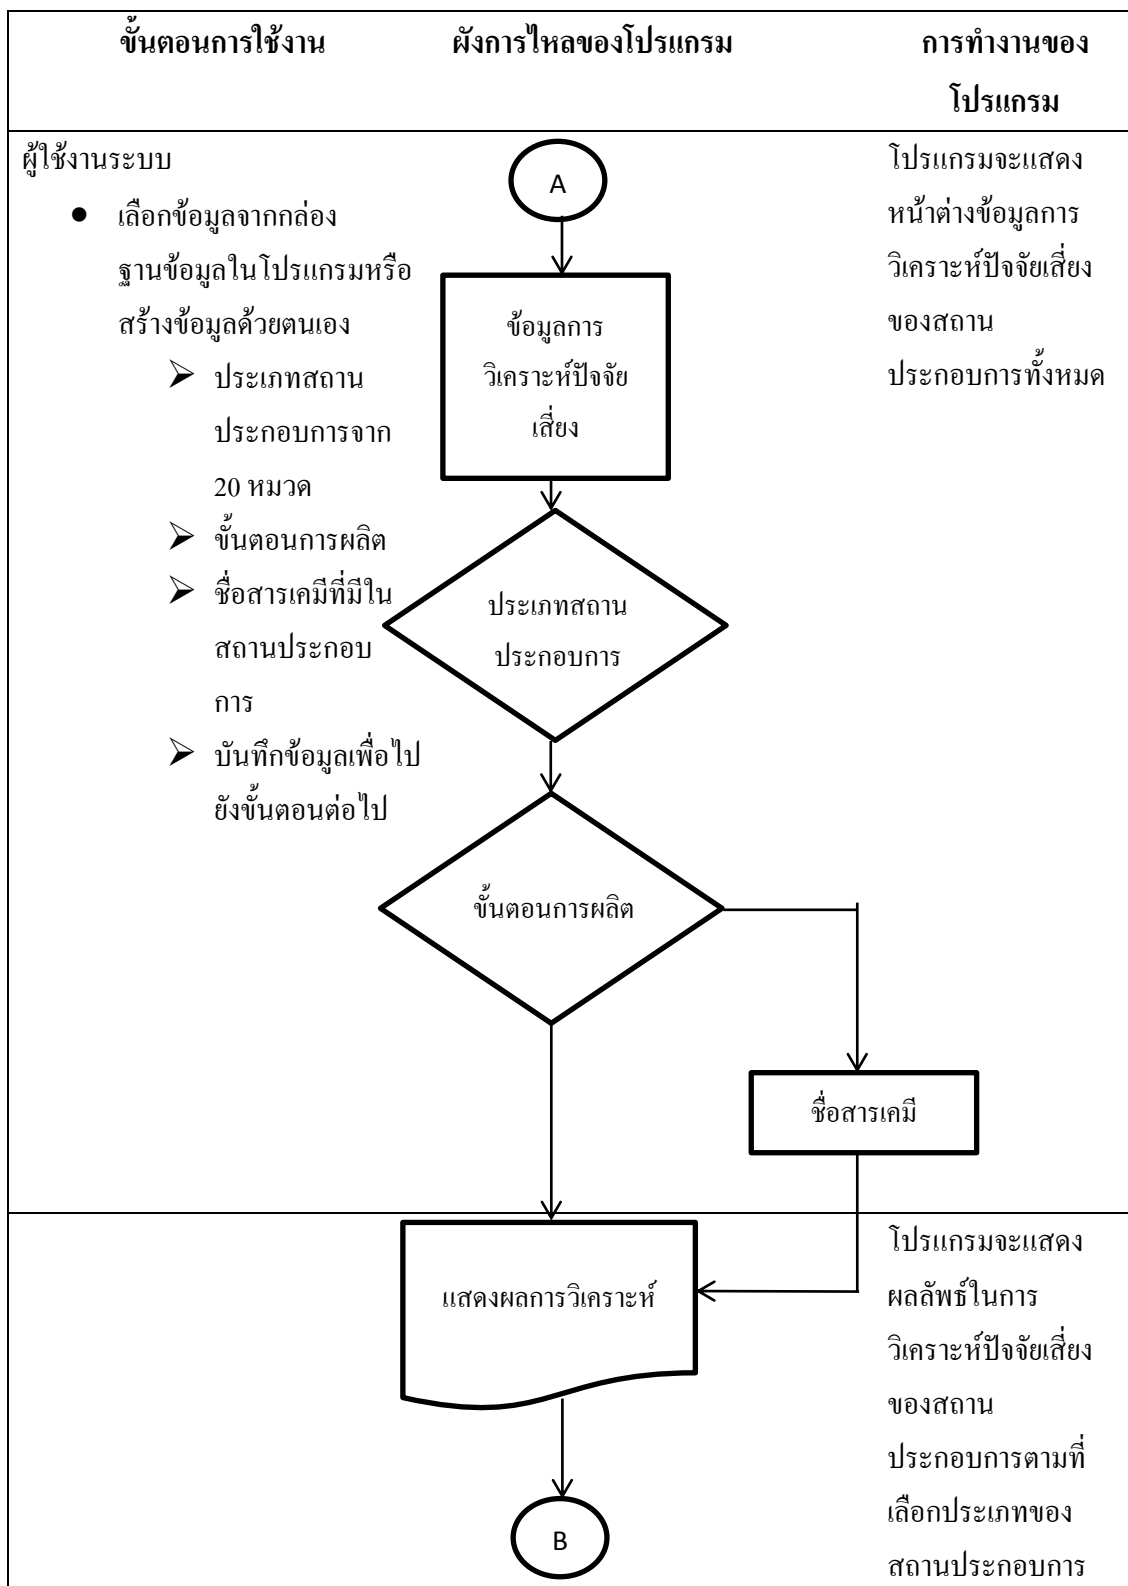 ขั้นตอนการใช้งาน
ผังการไหลของโปรแกรม
การทำงานของ
โปรแกรม
ผู้ใช้งานระบบ
● เลือกข้อมูลจากกล่อง
ฐานข้อมูลในโปรแกรมหรือ
สร้างข้อมูลด้วยตนเอง
➢ ประเภทสถาน
ประกอบการจาก
20 หมวด
➢ ขั้นตอนการผลิต
➢ ชื่อสารเคมีที่มีใน
สถานประกอบ
การ
➢ บันทึกข้อมูลเพื่อไป
ยังขั้นตอนต่อไป
A
ข้อมูลการ
วิเคราะห์ปัจจัย
เสี่ยง
ประเภทสถาน
ประกอบการ
ขั้นตอนการผลิต
ชื่อสารเคมี
โปรแกรมจะแสดง
หน้าต่างข้อมูลการ
วิเคราะห์ปัจจัยเสี่ยง
ของสถาน
ประกอบการทั้งหมด
แสดงผลการวิเคราะห์
B
โปรแกรมจะแสดง
ผลลัพธ์ในการ
วิเคราะห์ปัจจัยเสี่ยง
ของสถาน
ประกอบการตามที่
เลือกประเภทของ
สถานประกอบการ